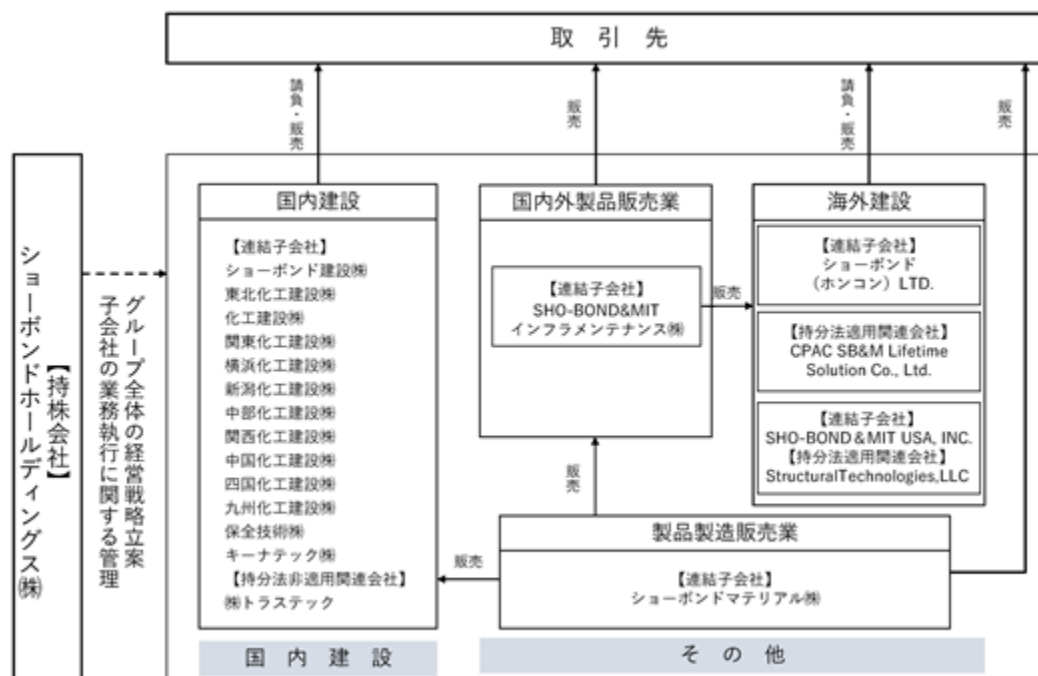 取引先
請負・販売
販売
請負・販売
販売
ショーボンドホールディングス㈱
【持株会社】
グループ全体の経営戦略立案
子会社の業務執行に関する管理
国内建設
【連結子会社】
ショーボンド建設㈱
東北化工建設㈱
化工建設㈱
関東化工建設㈱
横浜化工建設㈱
新潟化工建設㈱
中部化工建設㈱
関西化工建設㈱
中国化工建設㈱
四国化工建設㈱
九州化工建設㈱
保全技術㈱
キーナテック㈱
【持分法非適用関連会社】
㈱トラステック
国内外製品販売業
【連結子会社】
SHO-BOND&MIT
インフラメンテナンス㈱
販売
海外建設
【連結子会社】
ショーボンド
（ホンコン）LTD.
【持分法適用関連会社】
CPAC SB&M Lifetime
Solution Co., Ltd.
【連結子会社】
SHO-BOND＆MIT USA, INC.
【持分法適用関連会社】
StructuralTechnologies,LLC
販売
製品製造販売業
【連結子会社】
ショーボンドマテリアル㈱
販売
国内建設
その他